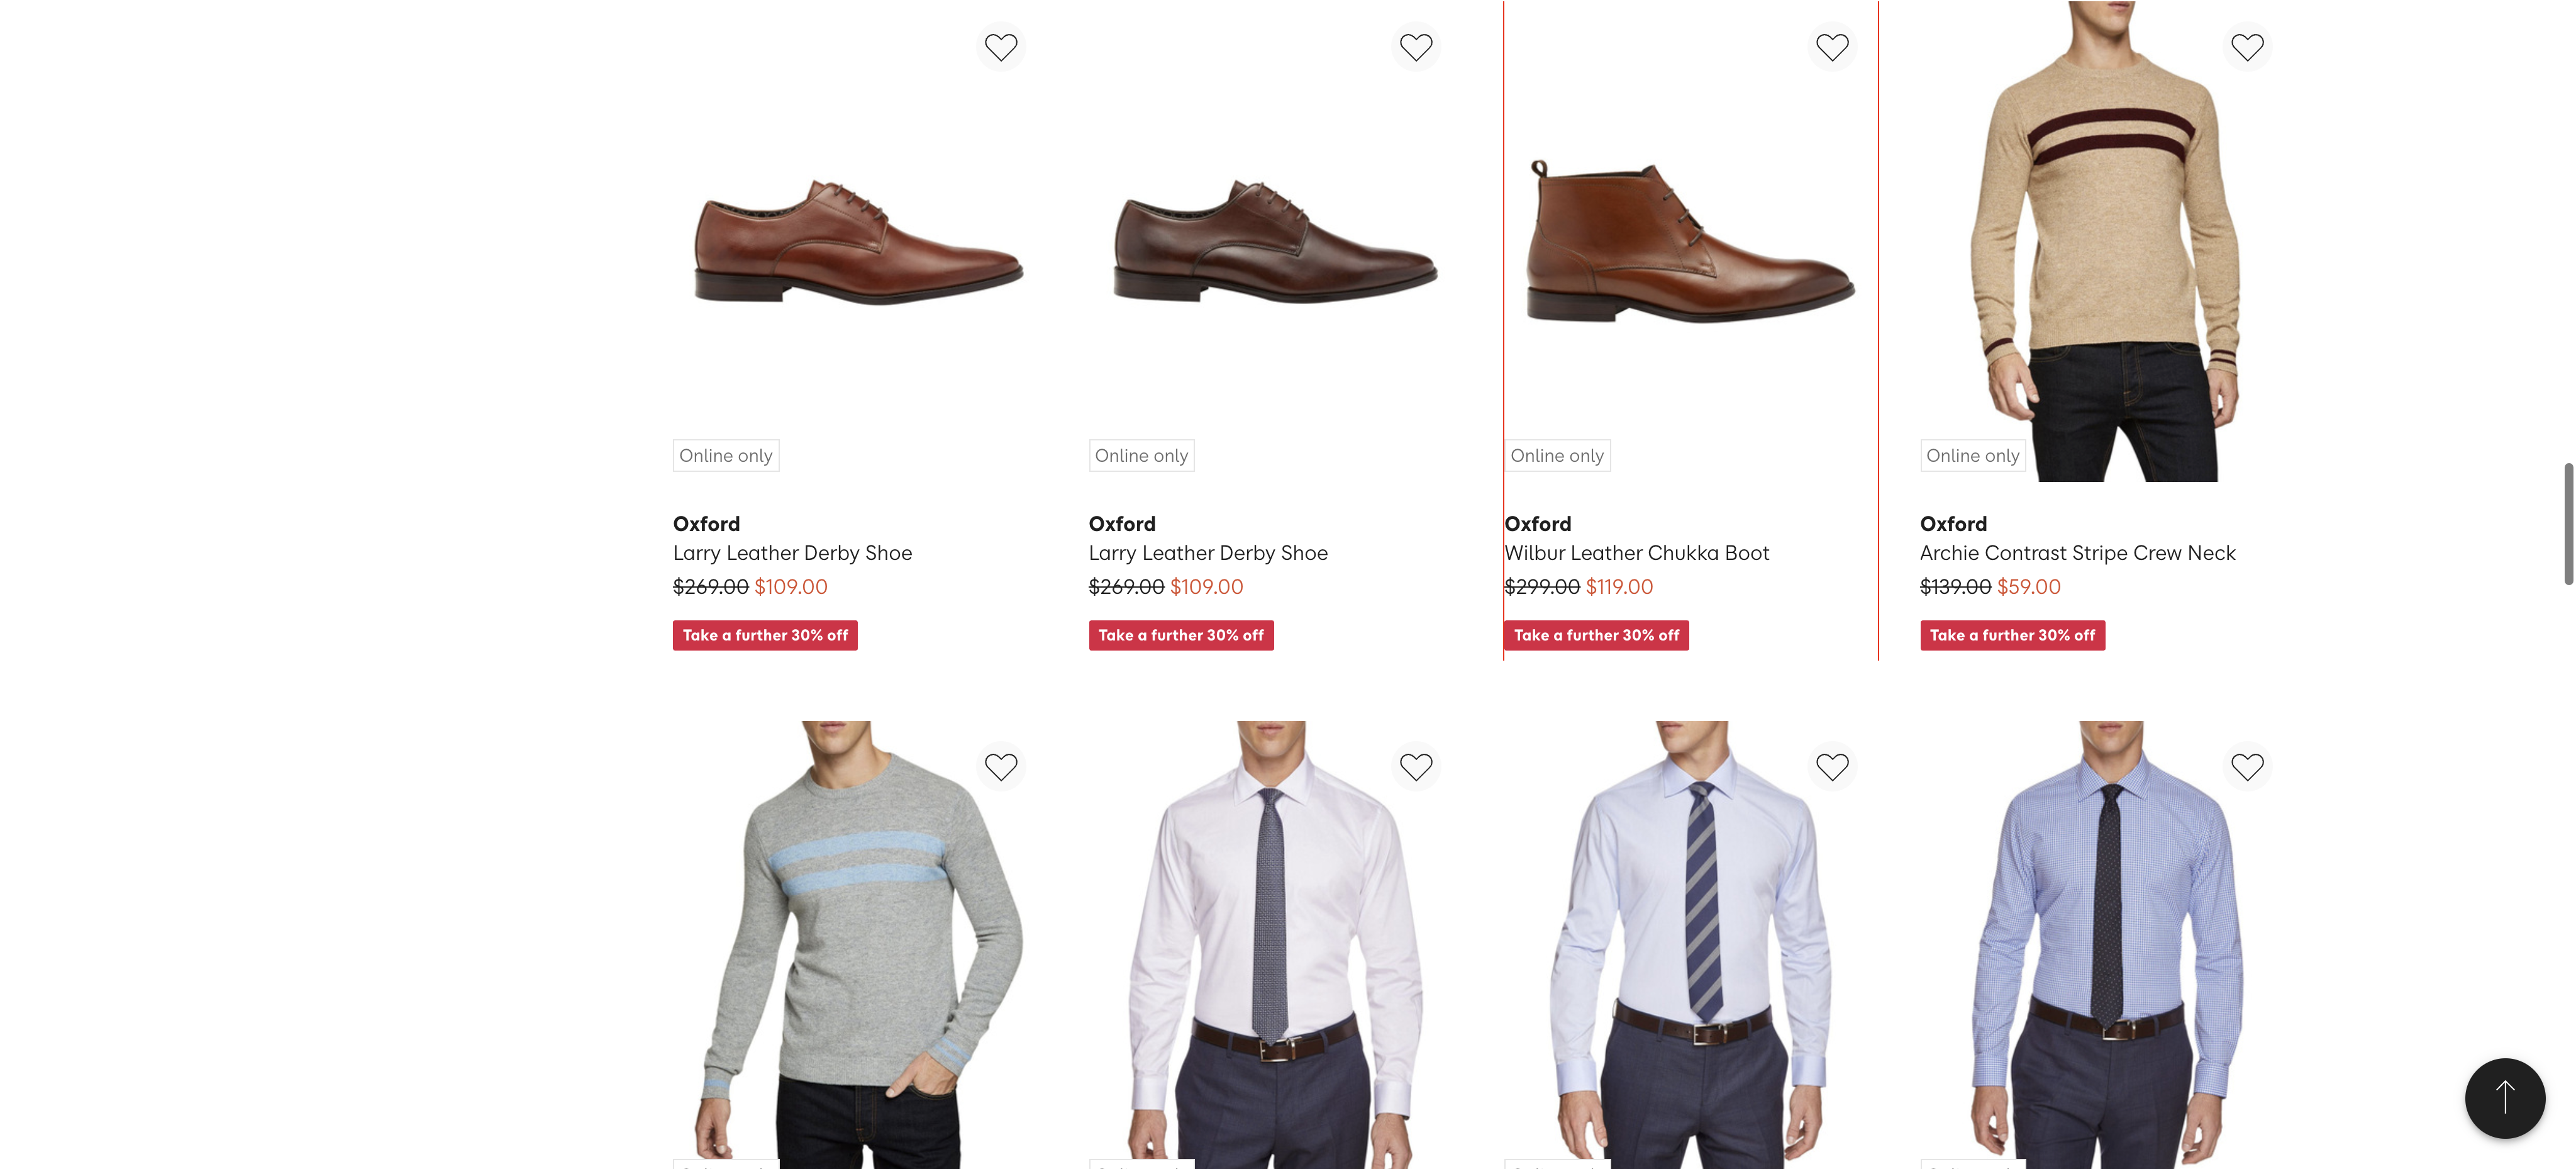 Online only
Oxford
Larry Leather Derby Shoe
$269.00 $109.00
Take a further 30% off
Online only
Oxford
Larry Leather Derby Shoe
$269.00 $109.00
Take a further 30% off
Online only
Oxford
Wilbur Leather Chukka Boot
$299.00 $119.00
Take a further 30% off
Online only
Oxford
Archie Contrast Stripe Crew Neck
$139.00 $59.00
Take a further 30% off